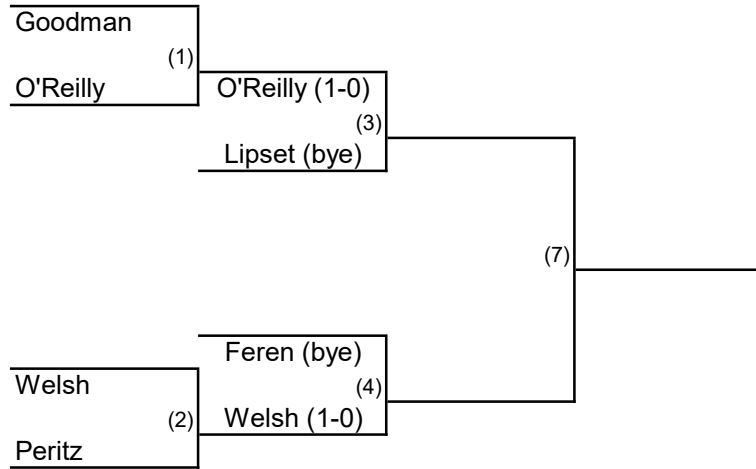 Goodman
(1)
O'Reilly
O'Reilly (1-0)
(3)
Lipset (bye)
(7)
Feren (bye)
(4)
Welsh (1-0)
Welsh
(2)
Peritz